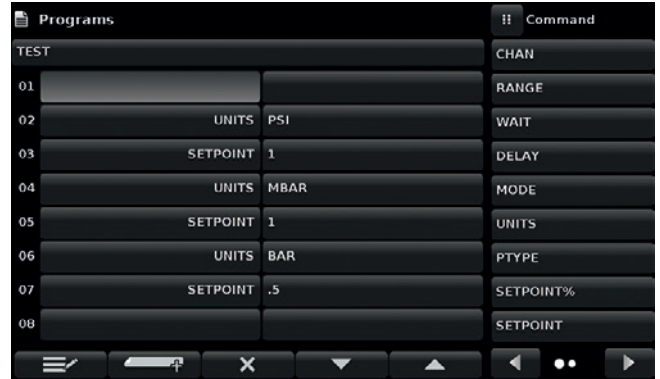 Programs
Command
TEST
CHAN
01
RANGE
02 UNITS PSI
WAIT
03 SETPOINT 1
DELAY
04 UNITS MBAR
MODE
05 SETPOINT 1
UNITS
06 UNITS BAR
PTYPE
07 SETPOINT .5
SETPOINT%
08
SETPOINT